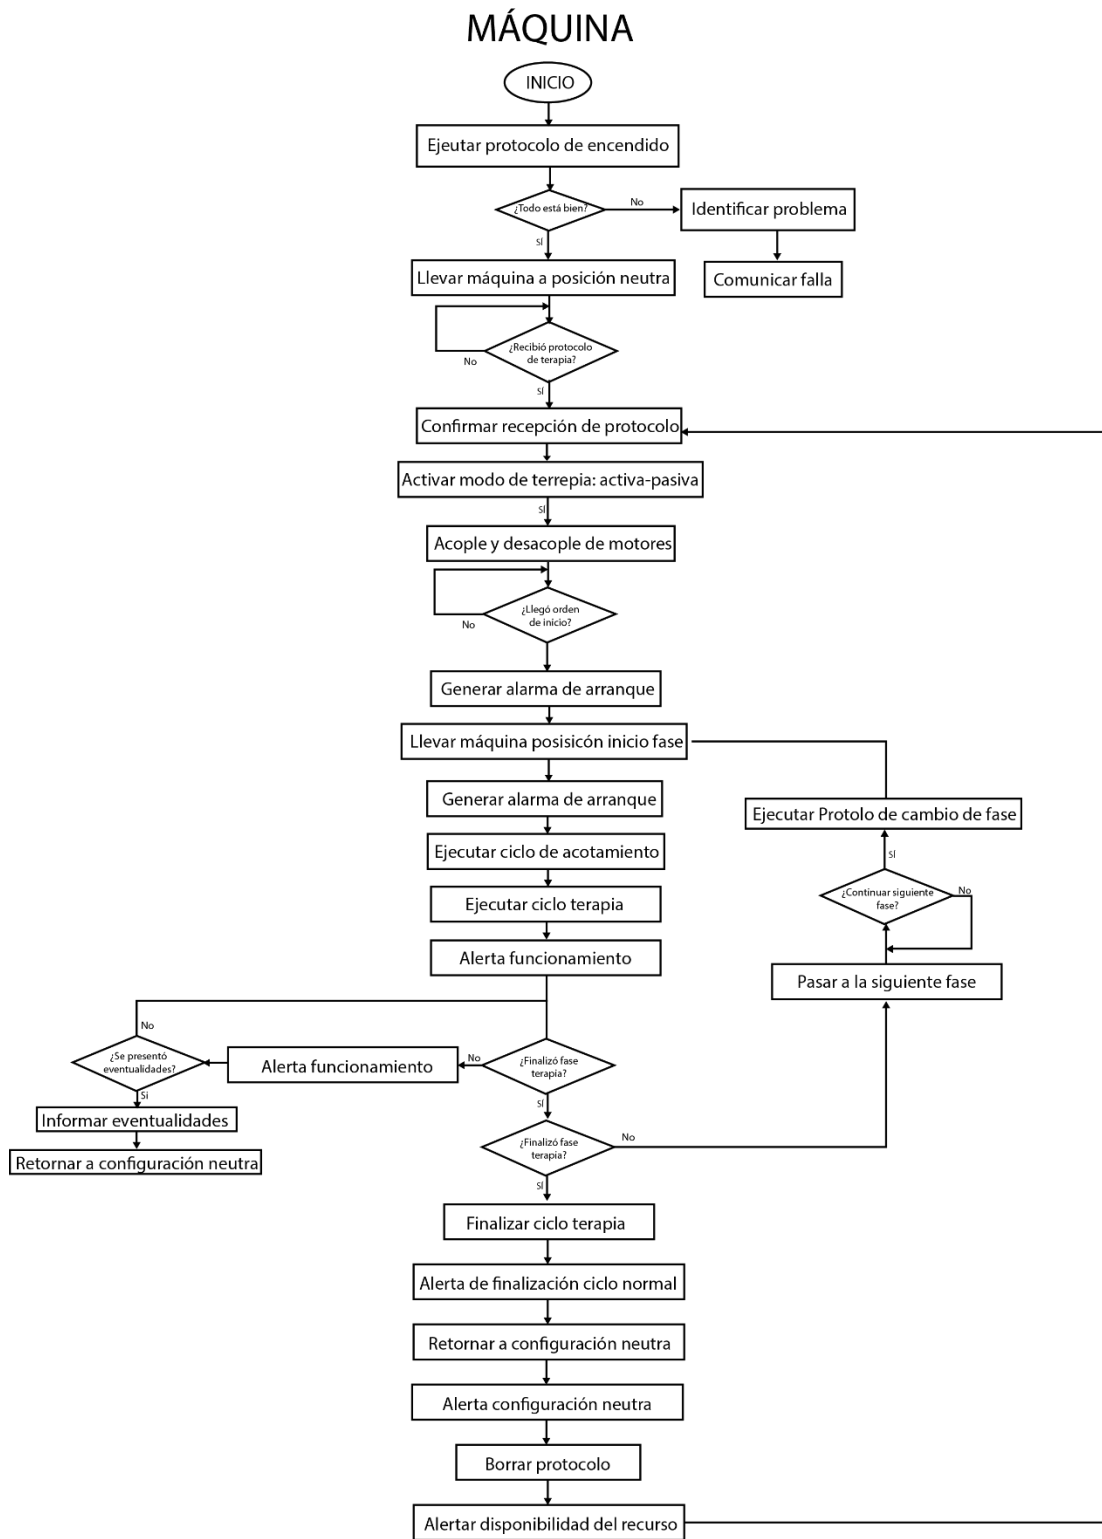 MÁQUINA
INICIO
Ejeutar protocolo de encendido
¿Todo está bien?
No
Identificar problema
SÍ
Comunicar falla
Llevar máquina a posición neutra
¿Recibió protocolo
de terapia?
No
SÍ
Confirmar recepción de protocolo
Activar modo de terrepia: activa-pasiva
SÍ
Acople y desacople de motores
¿Llegó orden
de inicio?
No
Generar alarma de arranque
Llevar máquina posisicón inicio fase
Generar alarma de arranque
Ejecutar Protolo de cambio de fase
Ejecutar ciclo de acotamiento
SÍ
¿Continuar siguiente
fase?
No
Ejecutar ciclo terapia
Alerta funcionamiento
Pasar a la siguiente fase
No
¿Se presentó
eventualidades?
Alerta funcionamiento
No
¿Finalizó fase
terapía?
Si
SÍ
Informar eventualidades
¿Finalizó fase
terapía?
No
Retornar a configuración neutra
SÍ
Finalizar ciclo terapia
Alerta de finalización ciclo normal
Retornar a configuración neutra
Alerta configuración neutra
Borrar protocolo
Alertar disponibilidad del recurso